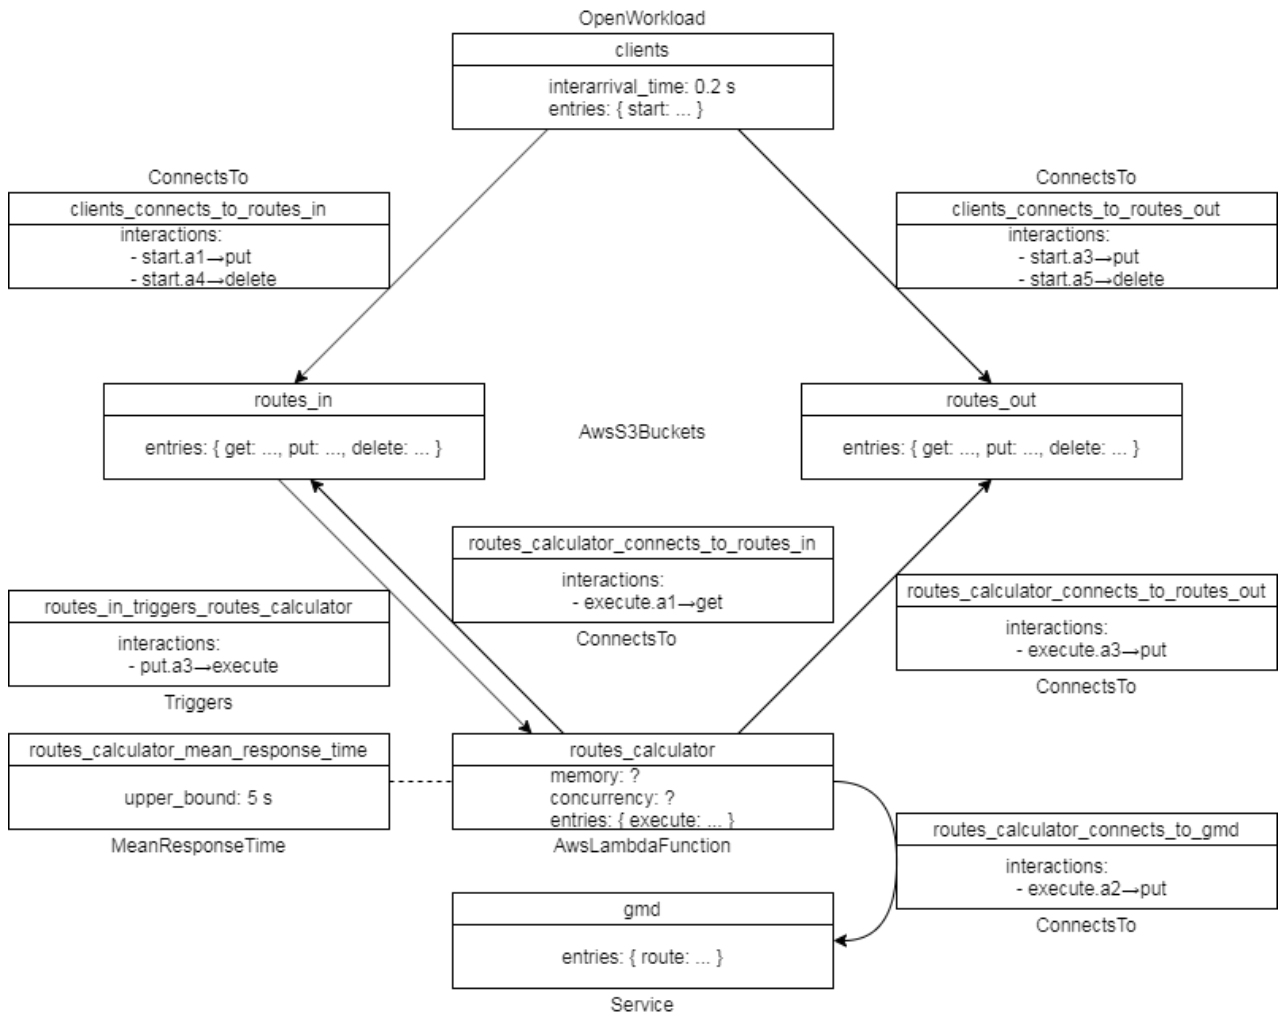 OpenWorkload
clients
interarrival_time: 0.2 s
entries: { start: ... }
ConnectsTo
clients_connects_to_routes_in
interactions:
- start.a1→put
- start.a4→delete
ConnectsTo
clients_connects_to_routes_out
interactions:
- start.a3→put
- start.a5→delete
routes_in
entries: { get: ..., put: ..., delete: ... }
AwsS3Buckets
routes_out
entries: { get: ..., put: ..., delete: ... }
routes_calculator_connects_to_routes_in
interactions:
- execute.a1→get
ConnectsTo
routes_in_triggers_routes_calculator
interactions:
- put.a3→execute
Triggers
routes_calculator_connects_to_routes_out
interactions:
- execute.a3→put
ConnectsTo
routes_calculator_mean_response_time
upper_bound: 5 s
MeanResponseTime
routes_calculator
memory: ?
concurrency: ?
entries: { execute: ... }
AwsLambdaFunction
routes_calculator_connects_to_gmd
interactions:
- execute.a2→put
ConnectsTo
gmd
entries: { route: ... }
Service